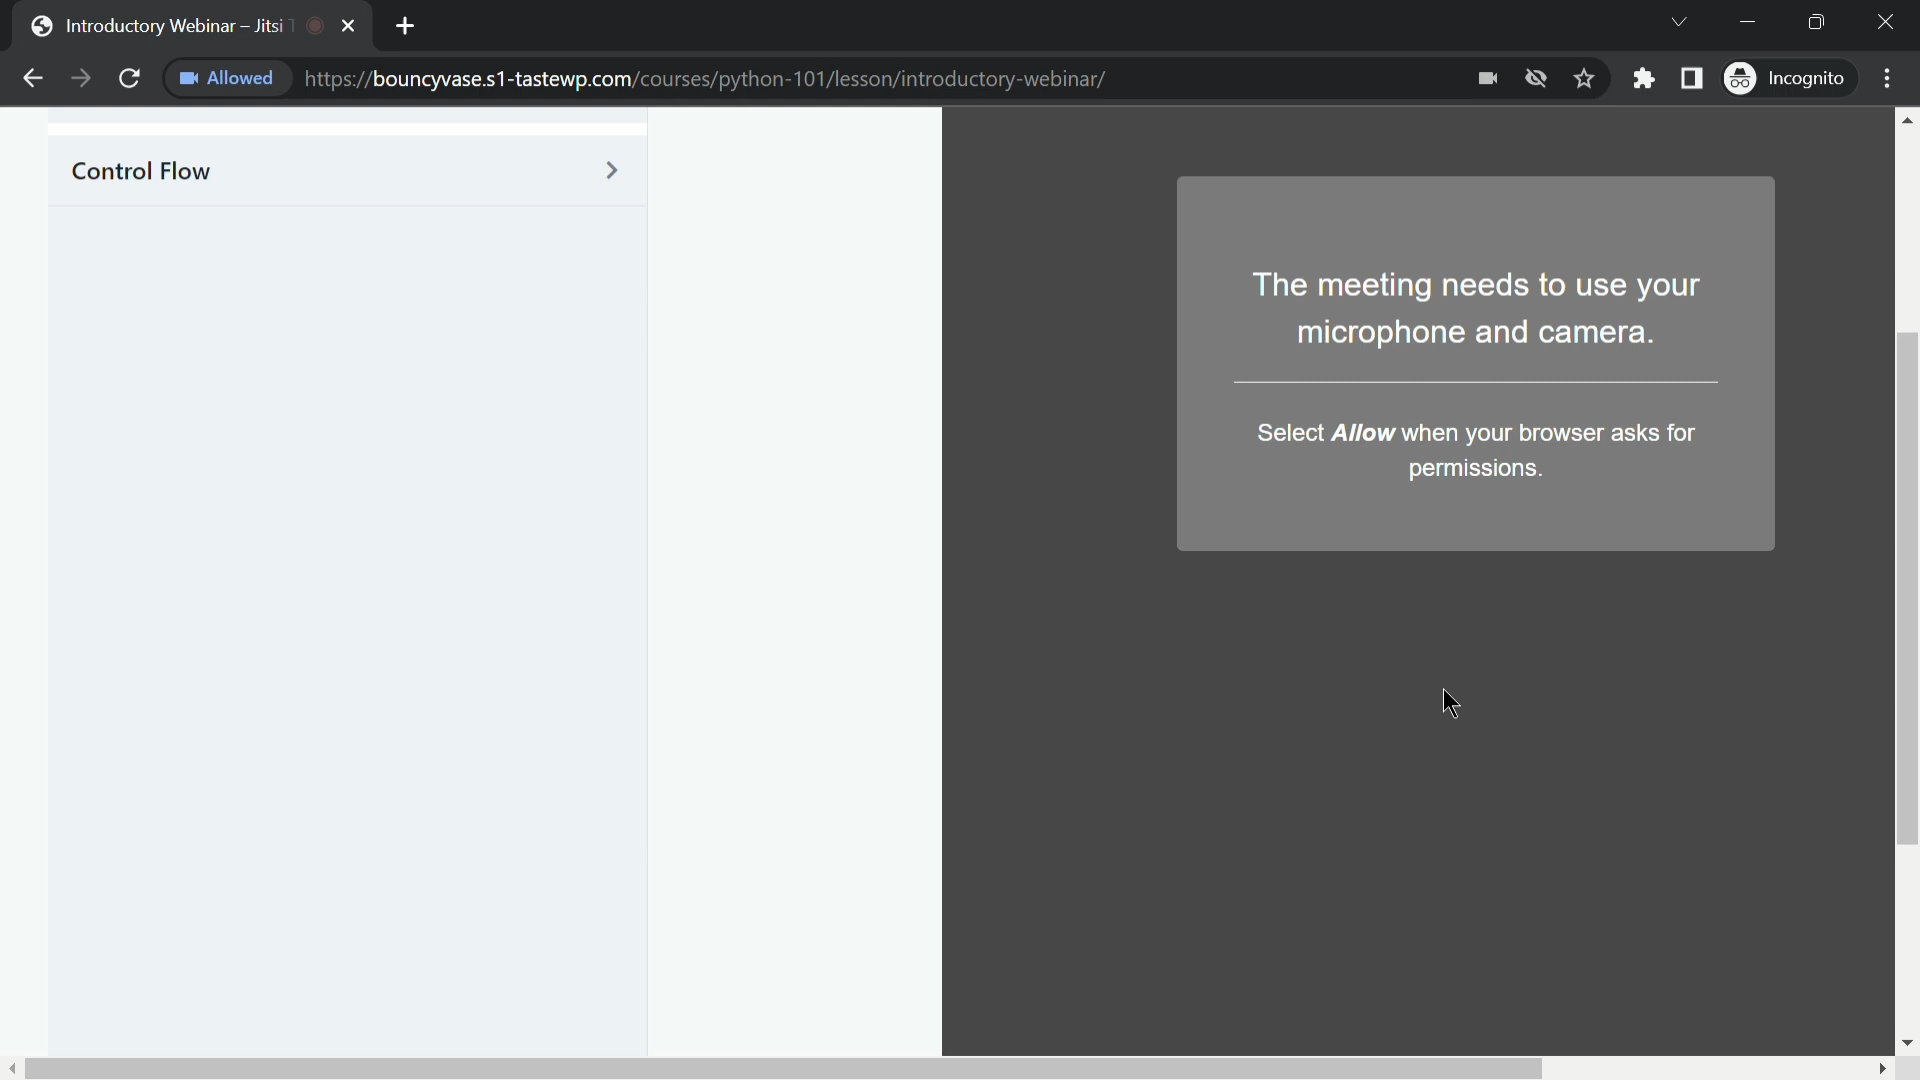 Introductory Webinar – Jitsi
Allowed
https://bouncyvase.s1-tastewp.com/courses/python-101/lesson/introductory-webinar/
Incognito
Control Flow
The meeting needs to use your
microphone and camera.
Select Allow when your browser asks for
permissions.